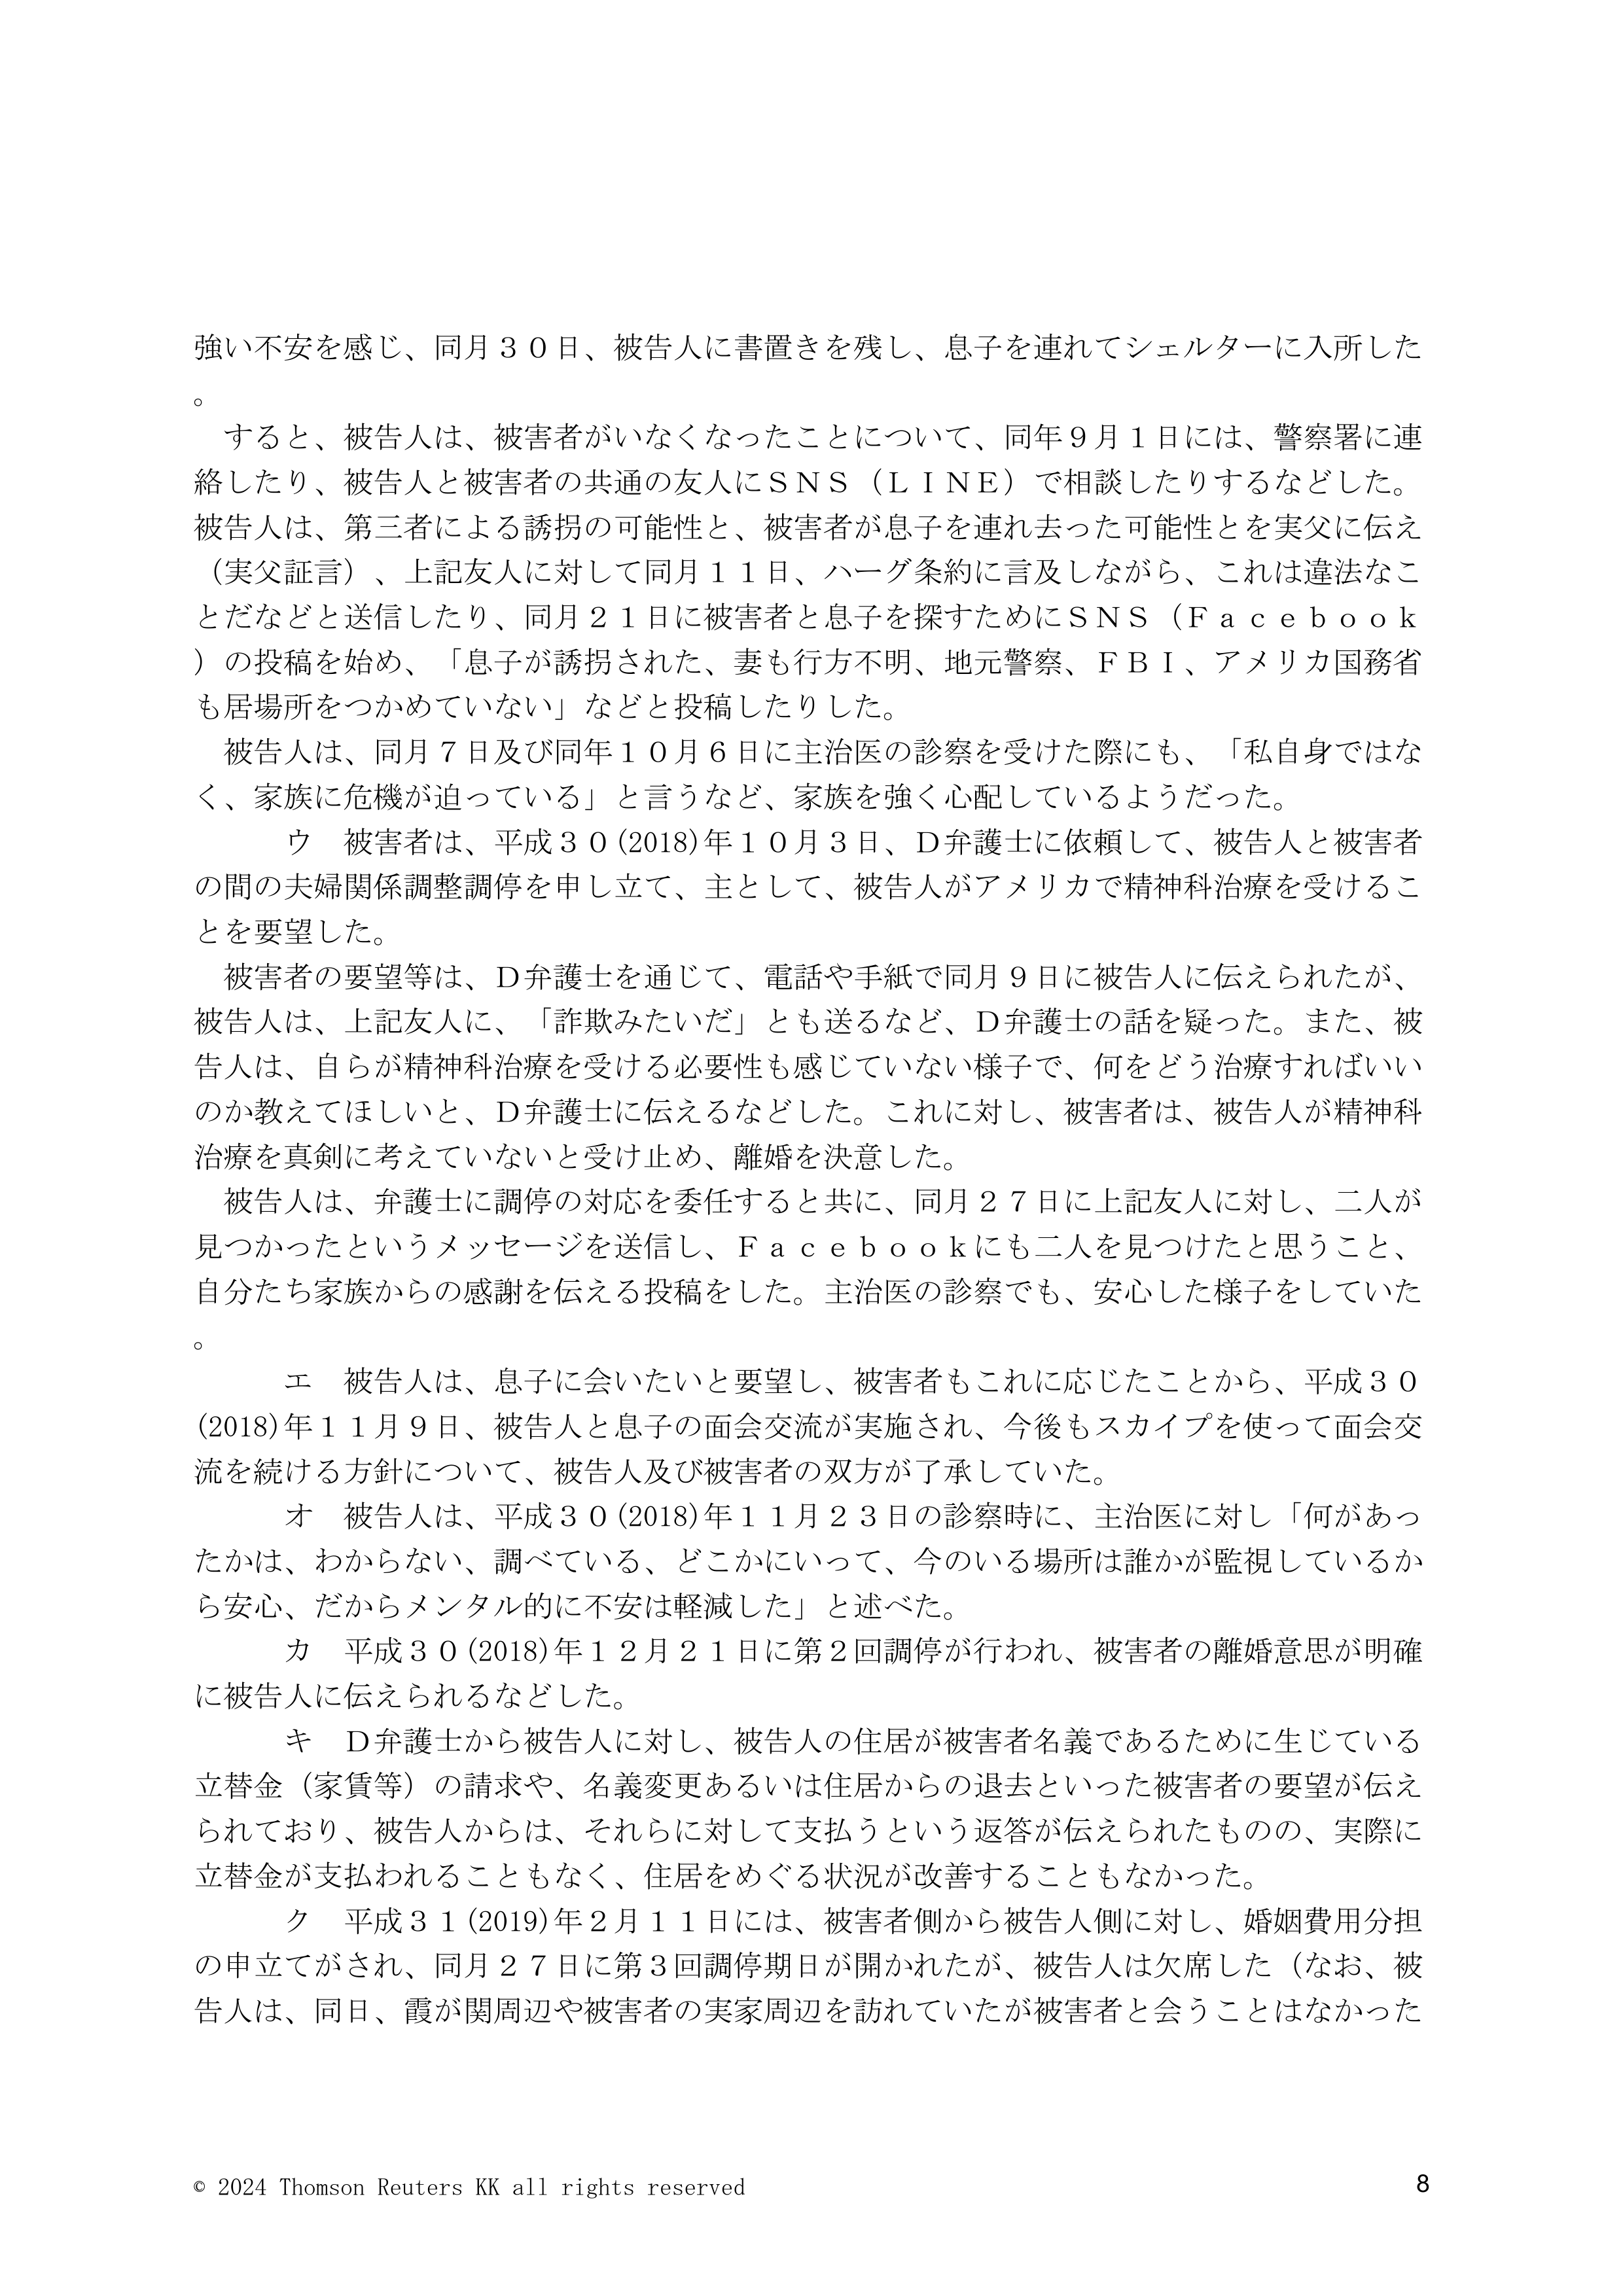 強い不安を感じ、同月３０日、被告人に書置きを残し、息子を連れてシェルターに入所した
。
　すると、被告人は、被害者がいなくなったことについて、同年９月１日には、警察署に連
絡したり、被告人と被害者の共通の友人にＳＮＳ（ＬＩＮＥ）で相談したりするなどした。
被告人は、第三者による誘拐の可能性と、被害者が息子を連れ去った可能性とを実父に伝え
（実父証言）、上記友人に対して同月１１日、ハーグ条約に言及しながら、これは違法なこ
とだなどと送信したり、同月２１日に被害者と息子を探すためにＳＮＳ（Ｆａｃｅｂｏｏｋ
）の投稿を始め、「息子が誘拐された、妻も行方不明、地元警察、ＦＢＩ、アメリカ国務省
も居場所をつかめていない」などと投稿したりした。
　被告人は、同月７日及び同年１０月６日に主治医の診察を受けた際にも、「私自身ではな
く、家族に危機が迫っている」と言うなど、家族を強く心配しているようだった。
　　　ウ　被害者は、平成３０(2018)年１０月３日、Ｄ弁護士に依頼して、被告人と被害者
の間の夫婦関係調整調停を申し立て、主として、被告人がアメリカで精神科治療を受けるこ
とを要望した。
　被害者の要望等は、Ｄ弁護士を通じて、電話や手紙で同月９日に被告人に伝えられたが、
被告人は、上記友人に、「詐欺みたいだ」とも送るなど、Ｄ弁護士の話を疑った。また、被
告人は、自らが精神科治療を受ける必要性も感じていない様子で、何をどう治療すればいい
のか教えてほしいと、Ｄ弁護士に伝えるなどした。これに対し、被害者は、被告人が精神科
治療を真剣に考えていないと受け止め、離婚を決意した。
　被告人は、弁護士に調停の対応を委任すると共に、同月２７日に上記友人に対し、二人が
見つかったというメッセージを送信し、Ｆａｃｅｂｏｏｋにも二人を見つけたと思うこと、
自分たち家族からの感謝を伝える投稿をした。主治医の診察でも、安心した様子をしていた
。
　　　エ　被告人は、息子に会いたいと要望し、被害者もこれに応じたことから、平成３０
(2018)年１１月９日、被告人と息子の面会交流が実施され、今後もスカイプを使って面会交
流を続ける方針について、被告人及び被害者の双方が了承していた。
　　　オ　被告人は、平成３０(2018)年１１月２３日の診察時に、主治医に対し「何があっ
たかは、わからない、調べている、どこかにいって、今のいる場所は誰かが監視しているか
ら安心、だからメンタル的に不安は軽減した」と述べた。
　　　カ　平成３０(2018)年１２月２１日に第２回調停が行われ、被害者の離婚意思が明確
に被告人に伝えられるなどした。
　　　キ　Ｄ弁護士から被告人に対し、被告人の住居が被害者名義であるために生じている
立替金（家賃等）の請求や、名義変更あるいは住居からの退去といった被害者の要望が伝え
られており、被告人からは、それらに対して支払うという返答が伝えられたものの、実際に
立替金が支払われることもなく、住居をめぐる状況が改善することもなかった。
　　　ク　平成３１(2019)年２月１１日には、被害者側から被告人側に対し、婚姻費用分担
の申立てがされ、同月２７日に第３回調停期日が開かれたが、被告人は欠席した（なお、被
告人は、同日、霞が関周辺や被害者の実家周辺を訪れていたが被害者と会うことはなかった
© 2024 Thomson Reuters KK all rights reserved
8